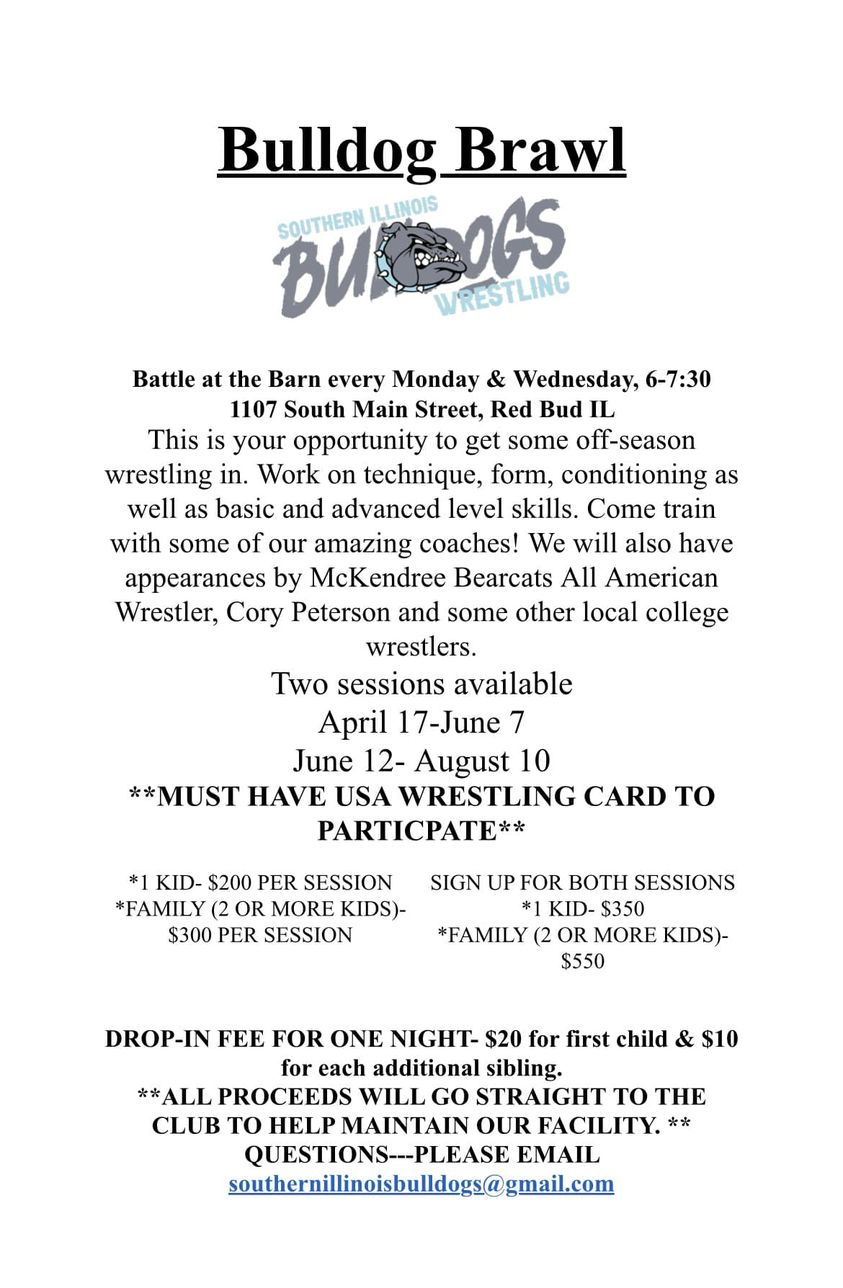 Bulldog Brawl
SOUTHERN ILLINOIS
BULLDOGS
WRESTLING
Battle at the Barn every Monday & Wednesday, 6-7:30
1107 South Main Street, Red Bud IL
This is your opportunity to get some off-season
wrestling in. Work on technique, form, conditioning as
well as basic and advanced level skills. Come train
with some of our amazing coaches! We will also have
appearances by McKendree Bearcats All American
Wrestler, Cory Peterson and some other local college
wrestlers.
Two sessions available
April 17-June 7
June 12- August 10
**MUST HAVE USA WRESTLING CARD TO
PARTICPATE**
*1 KID- $200 PER SESSION
*FAMILY (2 OR MORE KIDS)-
$300 PER SESSION
SIGN UP FOR BOTH SESSIONS
*1 KID- $350
*FAMILY (2 OR MORE KIDS)-
$550
DROP-IN FEE FOR ONE NIGHT- $20 for first child & $10
for each additional sibling.
**ALL PROCEEDS WILL GO STRAIGHT TO THE
CLUB TO HELP MAINTAIN OUR FACILITY. **
QUESTIONS---PLEASE EMAIL
southernillinoisbulldogs@gmail.com